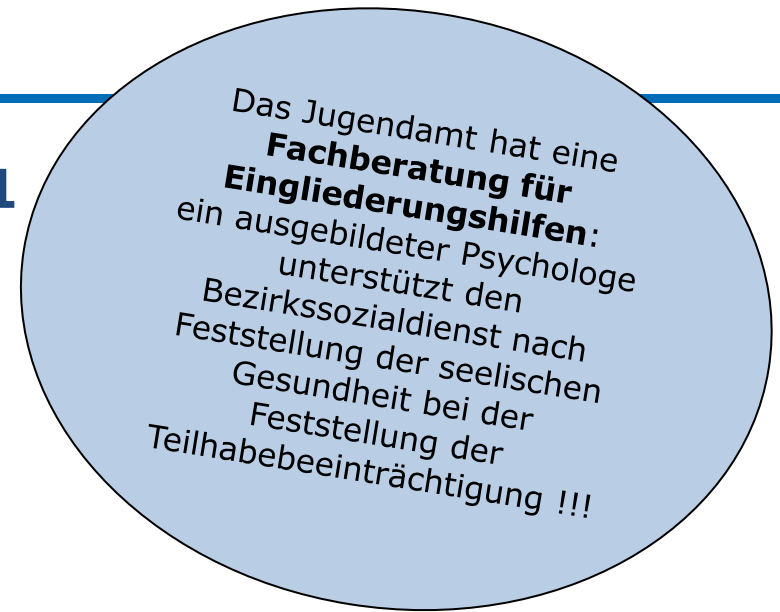 1
Das Jugendamt hat eine
Fachberatung für
Eingliederungshilfen:
ein ausgebildeter Psychologe
unterstützt den
Bezirkssozialdienst nach
Feststellung der seelischen
Gesundheit bei der
Feststellung der
Teilhabebeeinträchtigung !!!